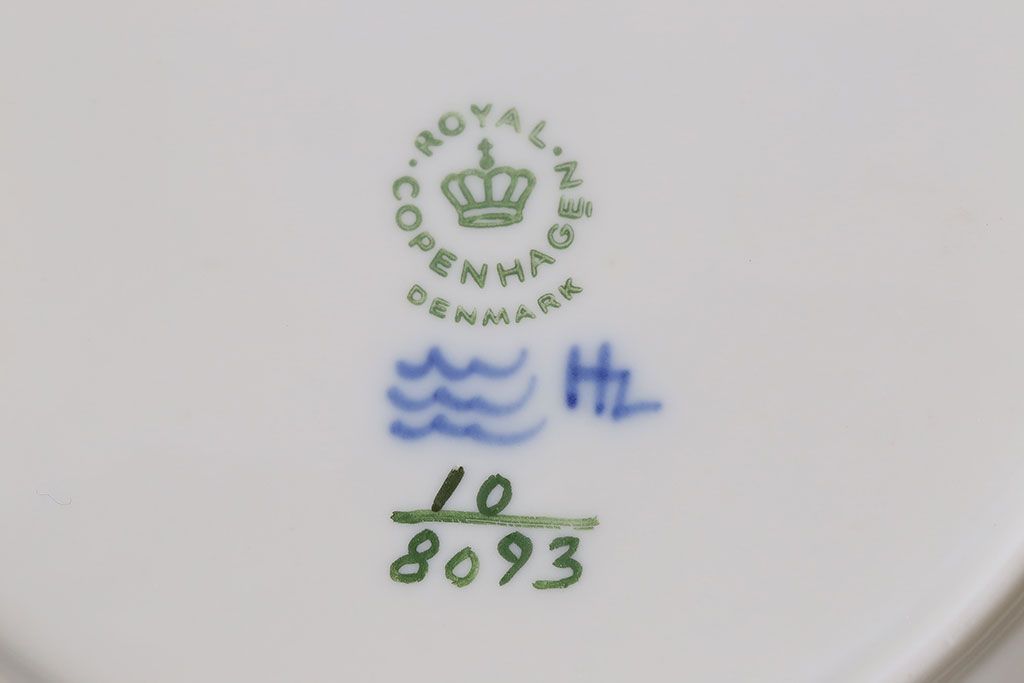 ROYAL
COPENHAGEN
DENMARK
HL
10
8093